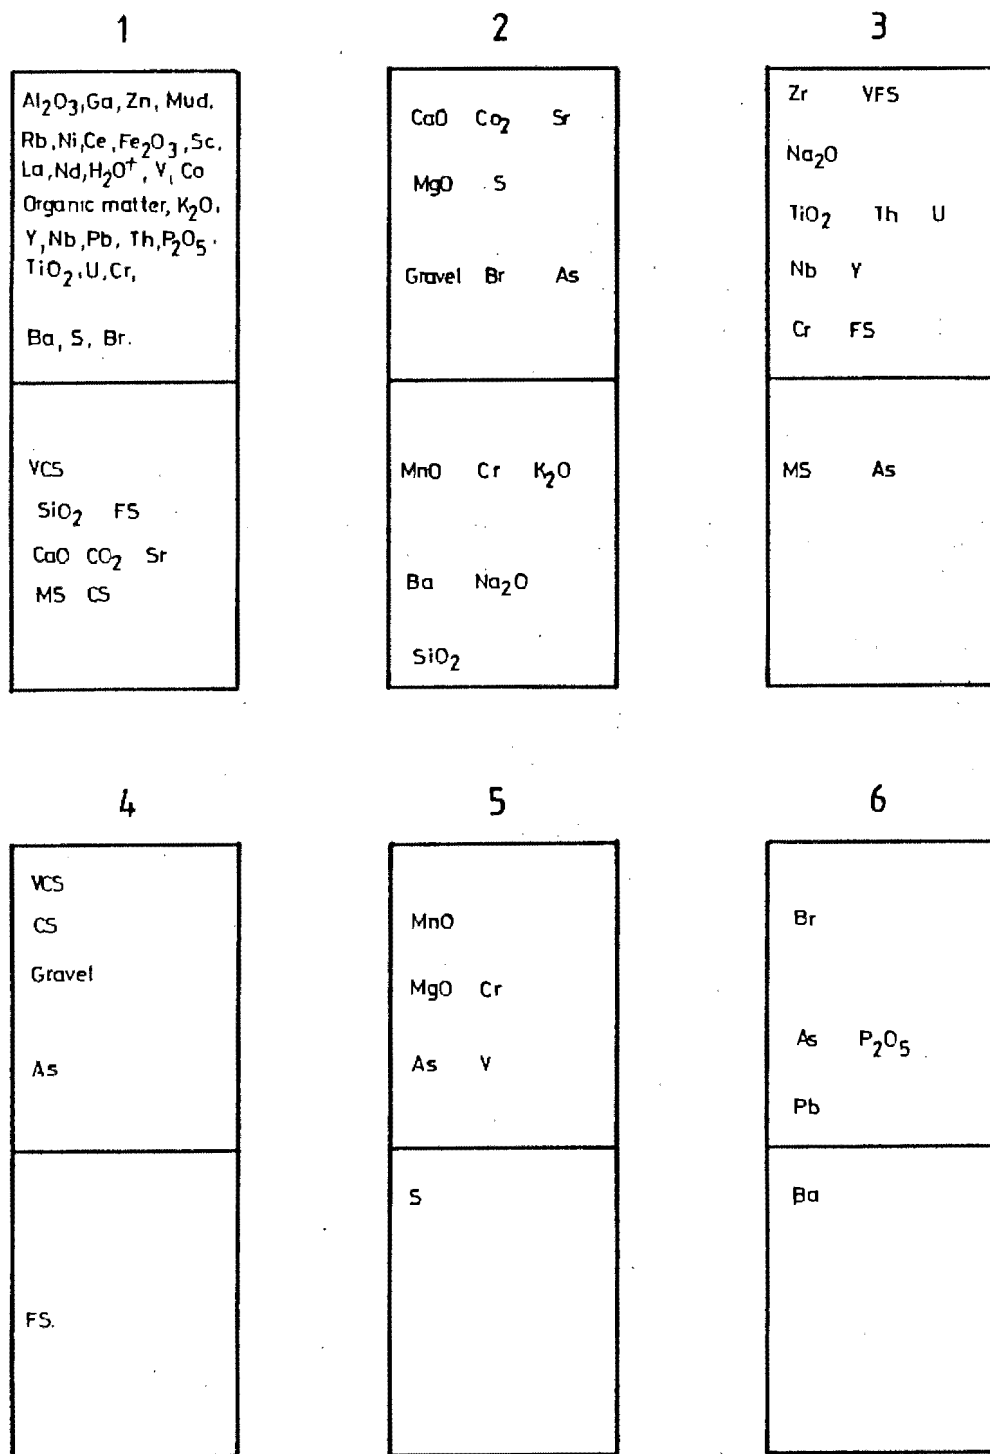 1
Al₂O₃, Ga, Zn, Mud,
Rb, Ni, Ce, Fe₂O₃, Sc,
La, Nd, H₂O⁺, V, Co
Organic matter, K₂O,
Y, Nb, Pb, Th, P₂O₅.
TiO₂, U, Cr,
Ba, S, Br.
VCS
SiO₂ FS
CaO CO₂ Sr
MS CS
2
CaO Co₂ Sr
MgO S
Gravel Br As
MnO Cr K₂O
Ba Na₂O
SiO₂
3
Zr VFS
Na₂O
TiO₂ Th U
Nb Y
Cr FS
MS As
4
VCS
CS
Gravel
As
FS.
5
MnO
MgO Cr
As V
S
6
Br
As P₂O₅
Pb
Ba